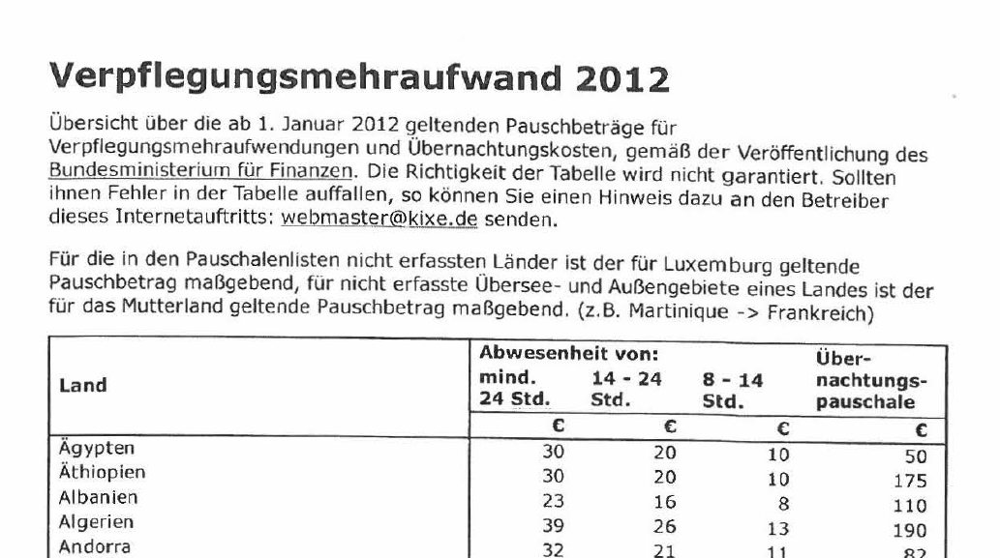 Verpflegungsmehraufwand 2012
Übersicht über die ab 1. Januar 2012 geltenden Pauschbeträge für
Verpflegungsmehraufwendungen und Übernachtungskosten, gemäß der Veröffentlichung des
Bundesministerium für Finanzen. Die Richtigkeit der Tabelle wird nicht garantiert. Sollten
ihnen Fehler in der Tabelle auffallen, so können Sie einen Hinweis dazu an den Betreiber
dieses Internetauftritts: webmaster@kixe.de senden.
Für die in den Pauschalenlisten nicht erfassten Länder ist der für Luxemburg geltende
Pauschbetrag maßgebend, für nicht erfasste Übersee- und Außengebiete eines Landes ist der
für das Mutterland geltende Pauschbetrag maßgebend. (z.B. Martinique -> Frankreich)
Land
Abwesenheit von:
mind. 14 - 24 8 - 14
24 Std. Std. Std.
Über-
nachtungs-
pauschale
€ € € €
Ägypten 30 20 10 50
Äthiopien 30 20 10 175
Albanien 23 16 8 110
Algerien 39 26 13 190
Andorra 32 21 11 82